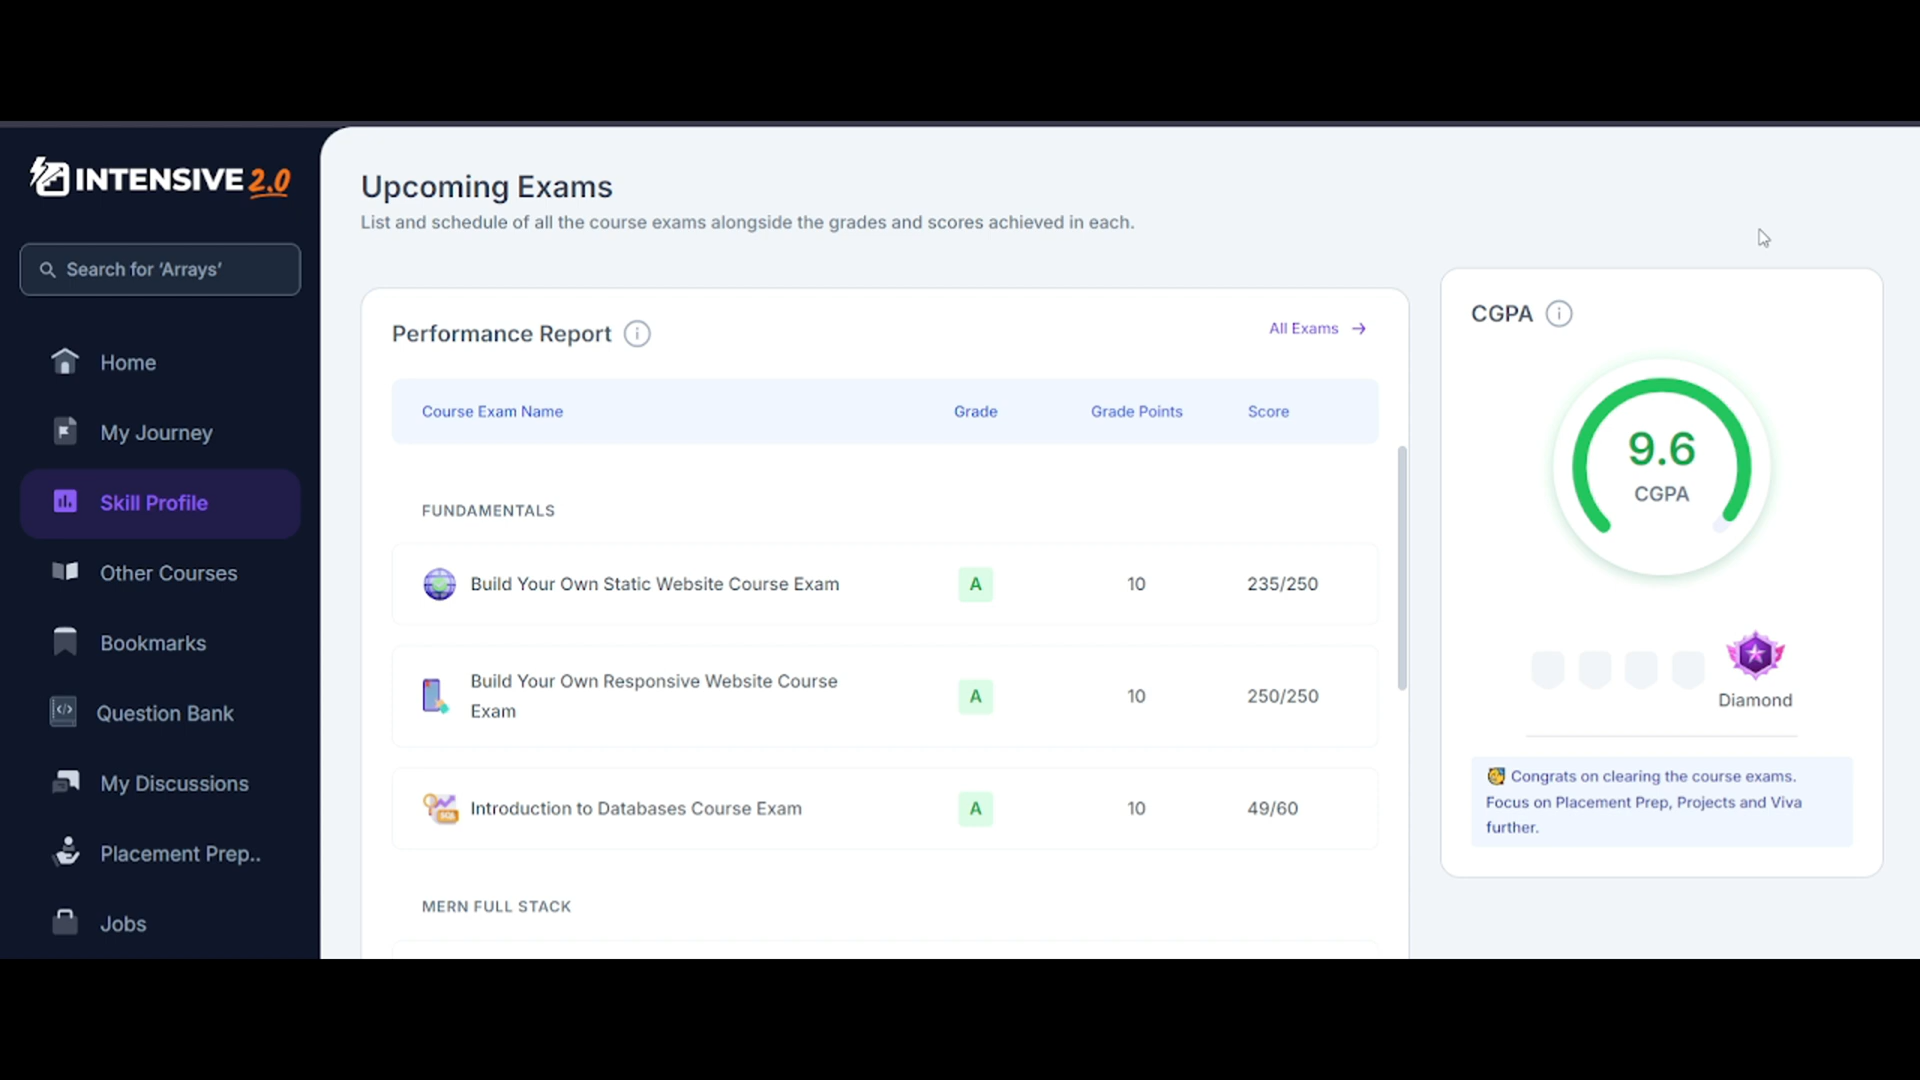 INTENSIVE 2.0
Search for ‘Arrays’
Home
My Journey
Skill Profile
Other Courses
Bookmarks
Question Bank
My Discussions
Placement Prep..
Jobs
Upcoming Exams
List and schedule of all the course exams alongside the grades and scores achieved in each.
Performance Report
All Exams →
Course Exam Name Grade Grade Points Score
FUNDAMENTALS
Build Your Own Static Website Course Exam A 10 235/250
Build Your Own Responsive Website Course
Exam A 10 250/250
Introduction to Databases Course Exam A 10 49/60
MERN FULL STACK
CGPA
9.6
CGPA
Diamond
Congrats on clearing the course exams.
Focus on Placement Prep, Projects and Viva
further.